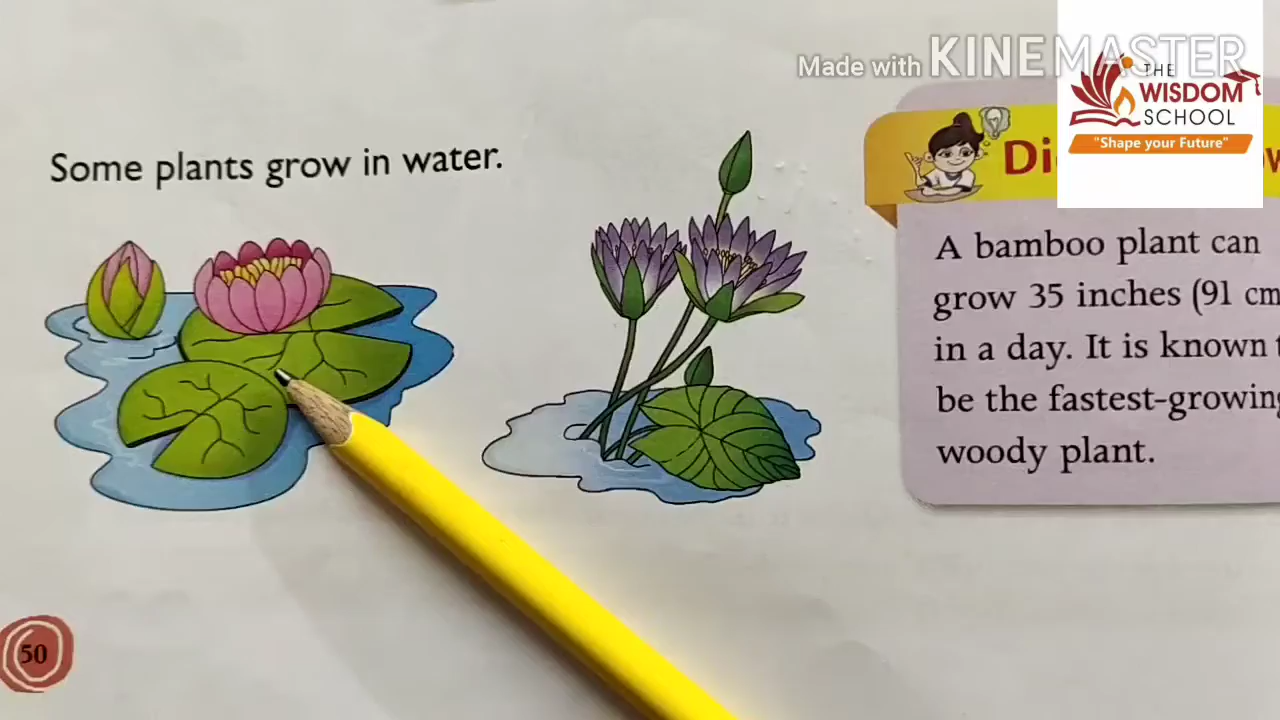 Made with KINEMASTER
THE
WISDOM
SCHOOL
"Shape your Future"
Some plants grow in water.
A bamboo plant can
grow 35 inches (91 cm
in a day. It is known
be the fastest-growing
woody plant.
50